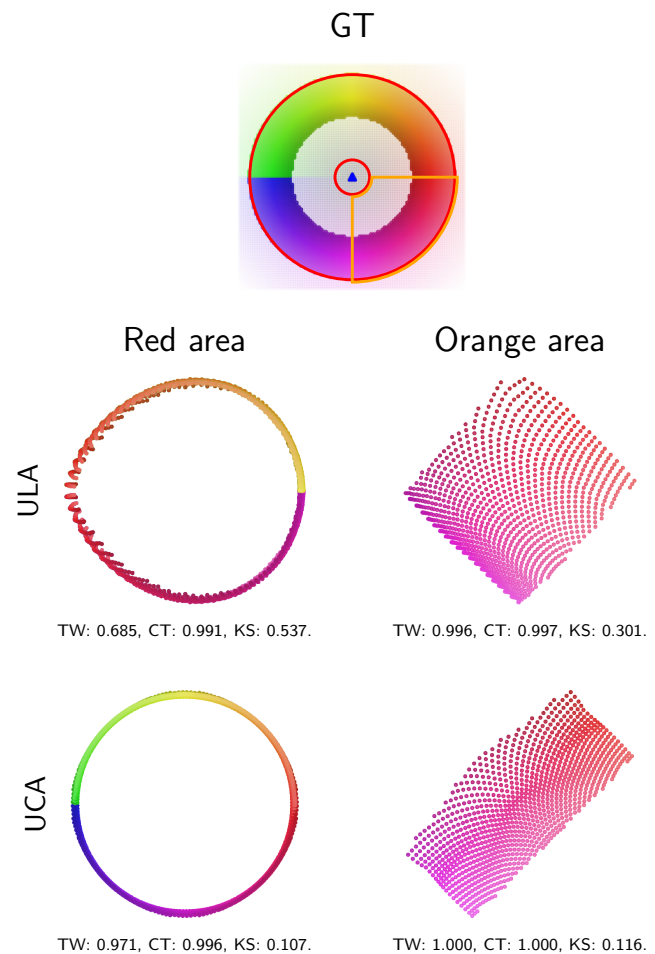 GT
Red area
Orange area
ULA
TW: 0.685, CT: 0.991, KS: 0.537.
TW: 0.996, CT: 0.997, KS: 0.301.
UCA
TW: 0.971, CT: 0.996, KS: 0.107.
TW: 1.000, CT: 1.000, KS: 0.116.